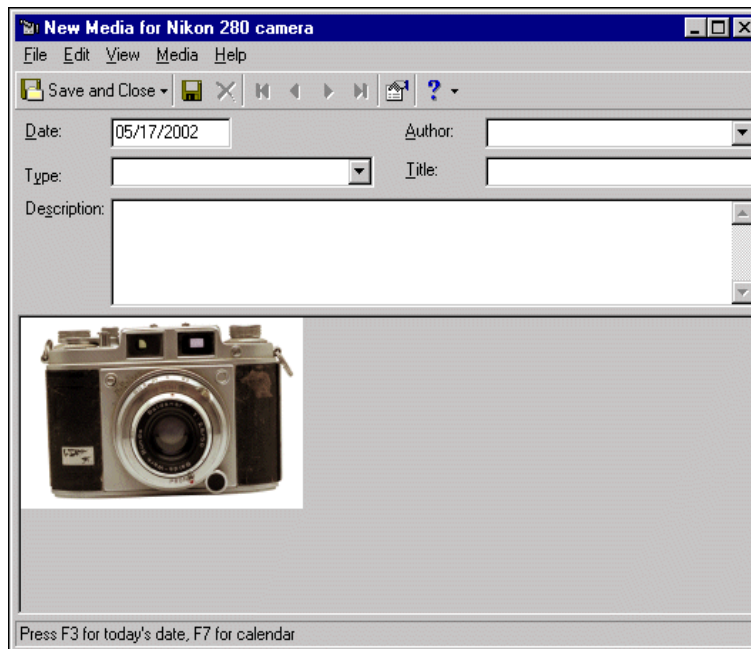 New Media for Nikon 280 camera
File Edit View Media Help
Save and Close
Date: 05/17/2002 Author:
Type: Title:
Description:
Press F3 for today's date, F7 for calendar